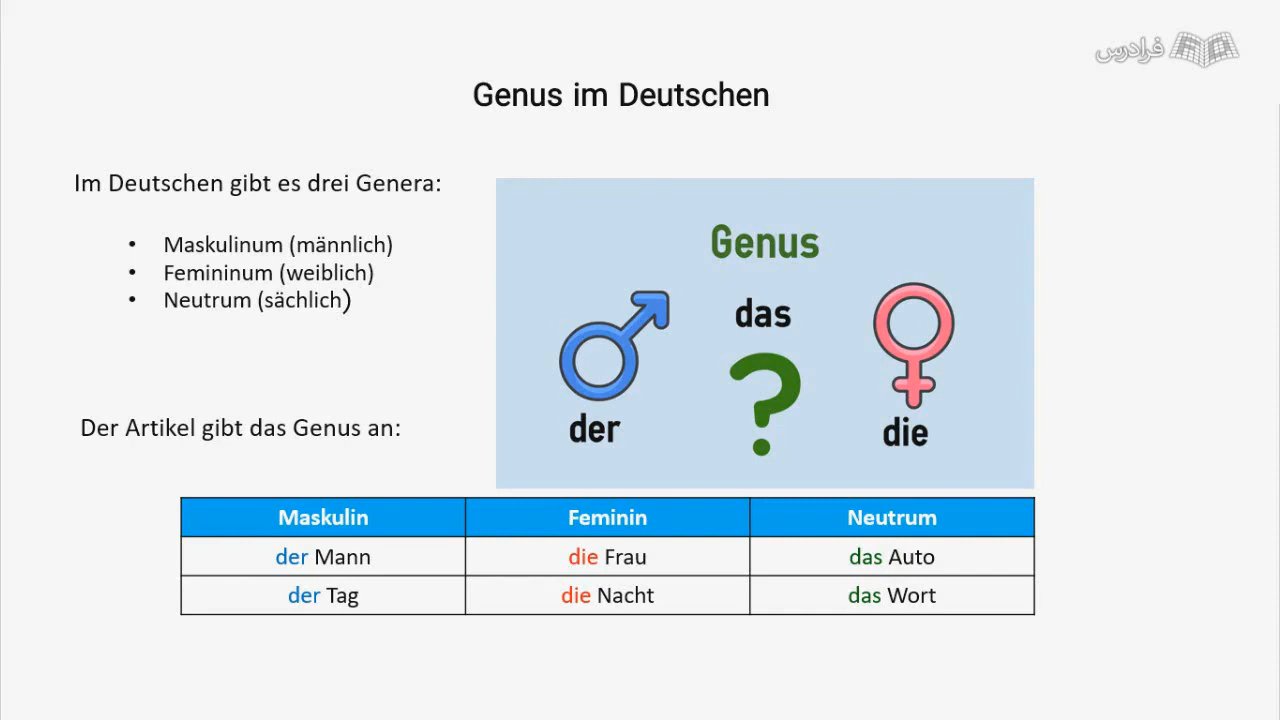 فرادرس
Genus im Deutschen
Im Deutschen gibt es drei Genera:
• Maskulinum (männlich)
• Femininum (weiblich)
• Neutrum (sächlich)
Genus
das
?
der
die
Der Artikel gibt das Genus an:
Maskulin Feminin Neutrum
der Mann die Frau das Auto
der Tag die Nacht das Wort